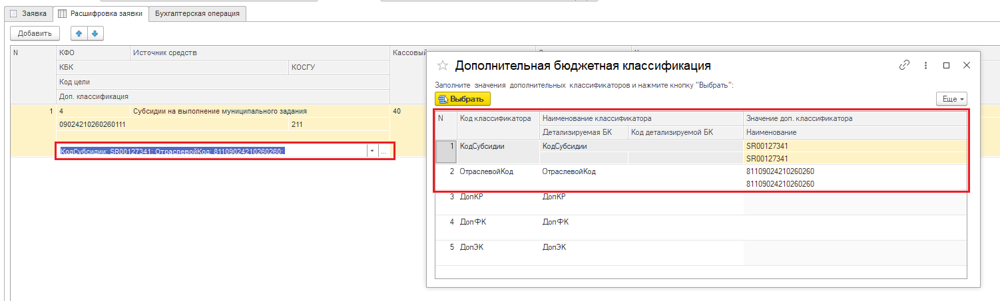 Заявка Расшифровка заявки Бухгалтерская операция
Добавить
N КФО Источник средств Кассовый
КБК КОСГУ
Код цели
Доп. классификация
1 4 Субсидии на выполнение муниципального задания 40
09024210260260111 211
КодСубсидии: SR00127341; ОтраслевойКод: 81109024210260260; ...
Дополнительная бюджетная классификация
Заполните значения дополнительных классификаторов и нажмите кнопку "Выбрать":
Выбрать Еще
N Код классификатора Наименование классификатора Значение доп. классификатора
Детализируемая БК Код детализируемой БК Наименование
1 КодСубсидии КодСубсидии SR00127341
SR00127341
2 ОтраслевойКод ОтраслевойКод 81109024210260260
81109024210260260
3 ДопКР ДопКР
4 ДопФК ДопФК
5 ДопЭК ДопЭК